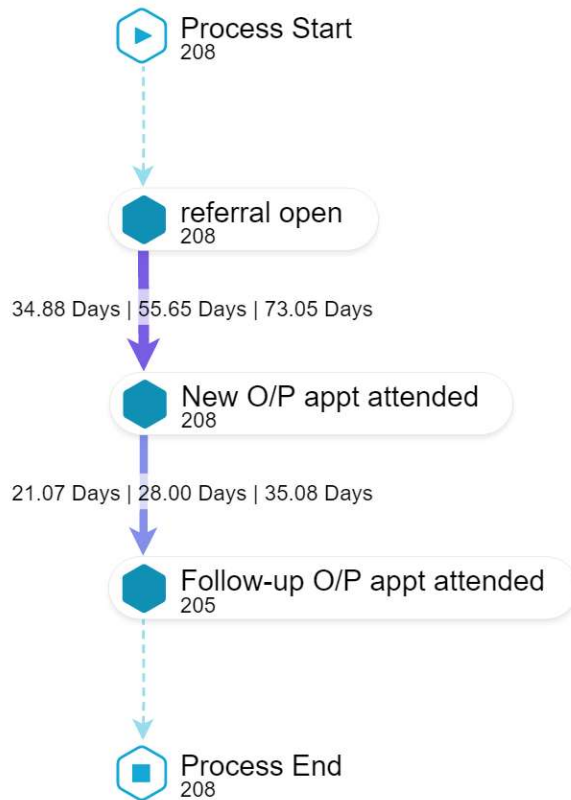 Process Start
208
referral open
208
34.88 Days | 55.65 Days | 73.05 Days
New O/P appt attended
208
21.07 Days | 28.00 Days | 35.08 Days
Follow-up O/P appt attended
205
Process End
208